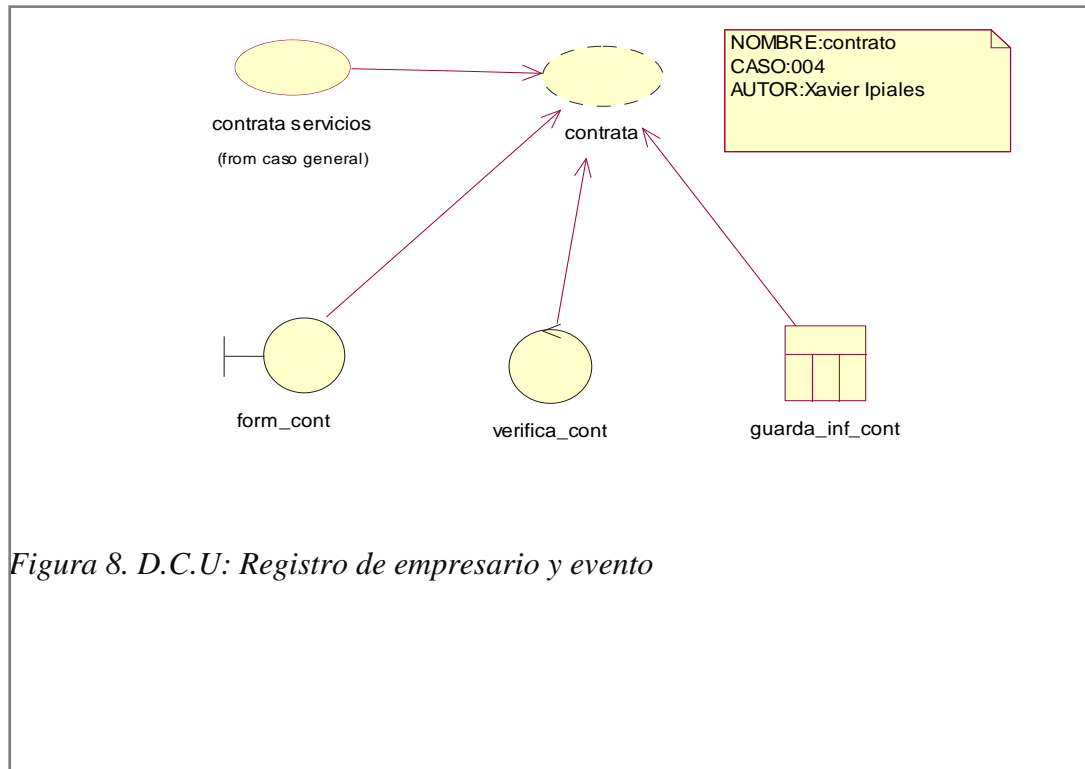 NOMBRE:contrato
CASO:004
AUTOR:Xavier Ipiales
contrata servicios
(from caso general)
contrata
form_cont
verifica_cont
guarda_inf_cont
Figura 8. D.C.U: Registro de empresario y evento